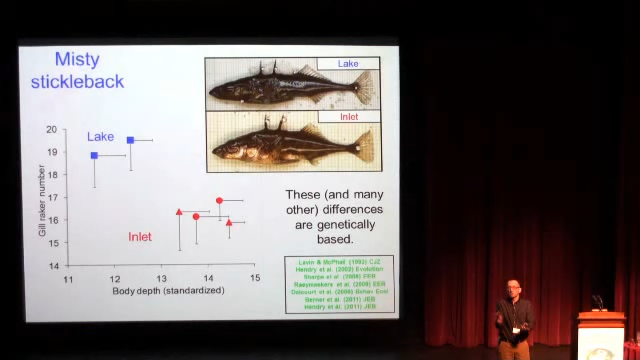 Misty
stickleback
Lake
Inlet
20
19
18
17
16
15
14
Gill raker number
Lake
Inlet
11
12
13
14
15
Body depth (standardized)
These (and many
other) differences
are genetically
based.
Lavin & McPhail (1993) CJZ
Hendry et al. (2002) Evolution
Sharpe et al. (2008) EER
Raeymaekers et al. (2009) EER
Delcourt et al. (2008) Behav Ecol
Berner et al. (2011) JEB
Hendry et al. (2011) JEB